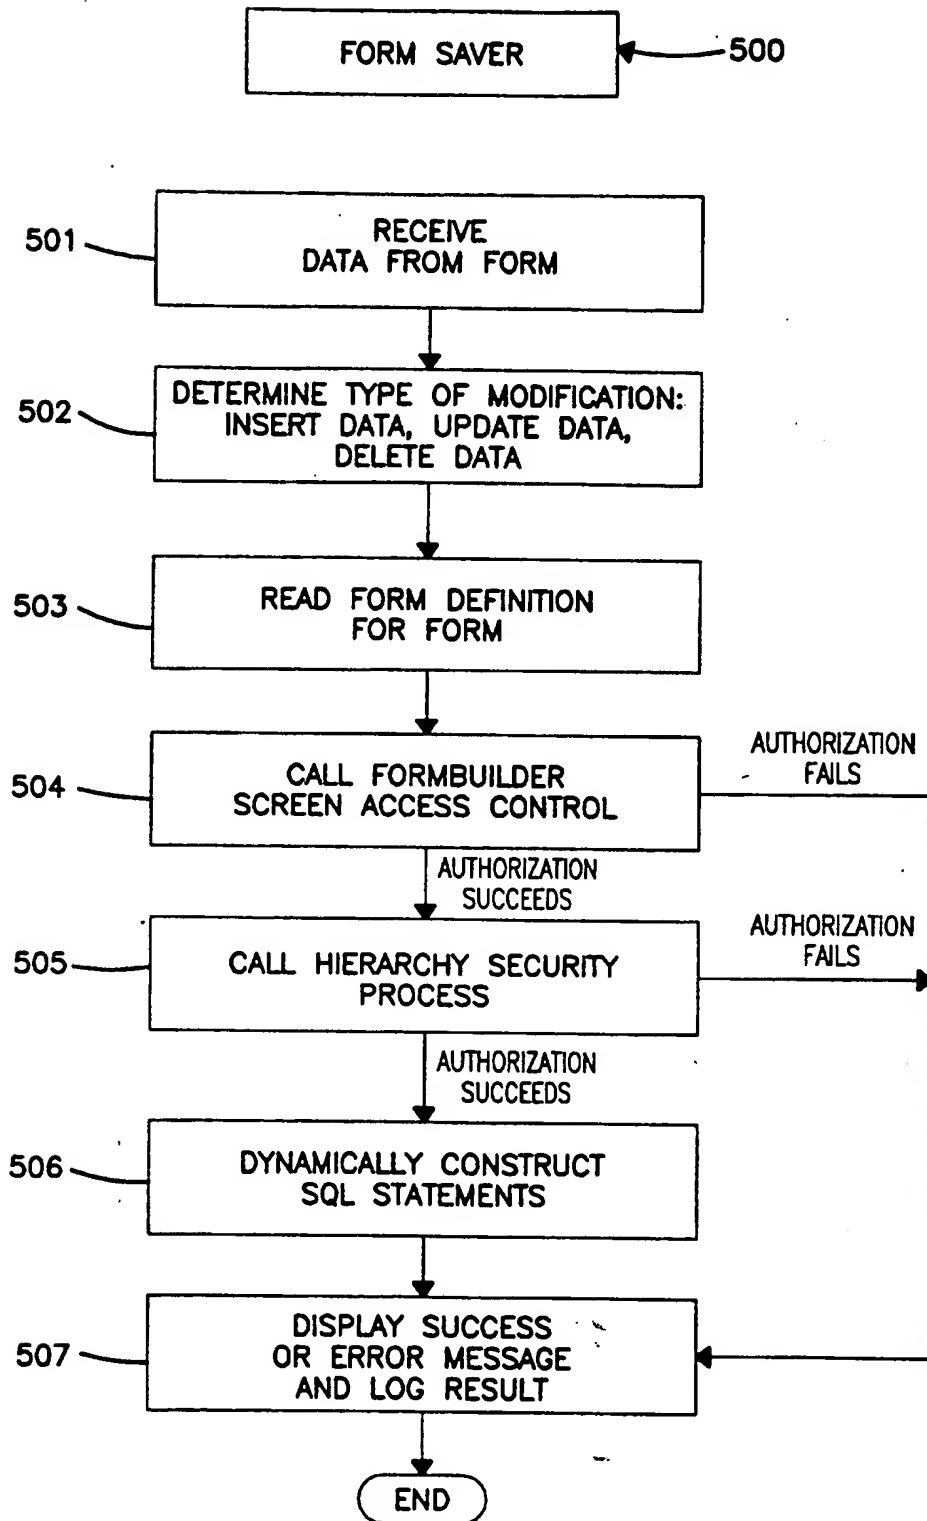 FORM SAVER
500
501
RECEIVE
DATA FROM FORM
502
DETERMINE TYPE OF MODIFICATION:
INSERT DATA, UPDATE DATA,
DELETE DATA
503
READ FORM DEFINITION
FOR FORM
504
CALL FORMBUILDER
SCREEN ACCESS CONTROL
AUTHORIZATION
FAILS
AUTHORIZATION
SUCCEEDS
505
CALL HIERARCHY SECURITY
PROCESS
AUTHORIZATION
FAILS
AUTHORIZATION
SUCCEEDS
506
DYNAMICALLY CONSTRUCT
SQL STATEMENTS
507
DISPLAY SUCCESS
OR ERROR MESSAGE
AND LOG RESULT
END